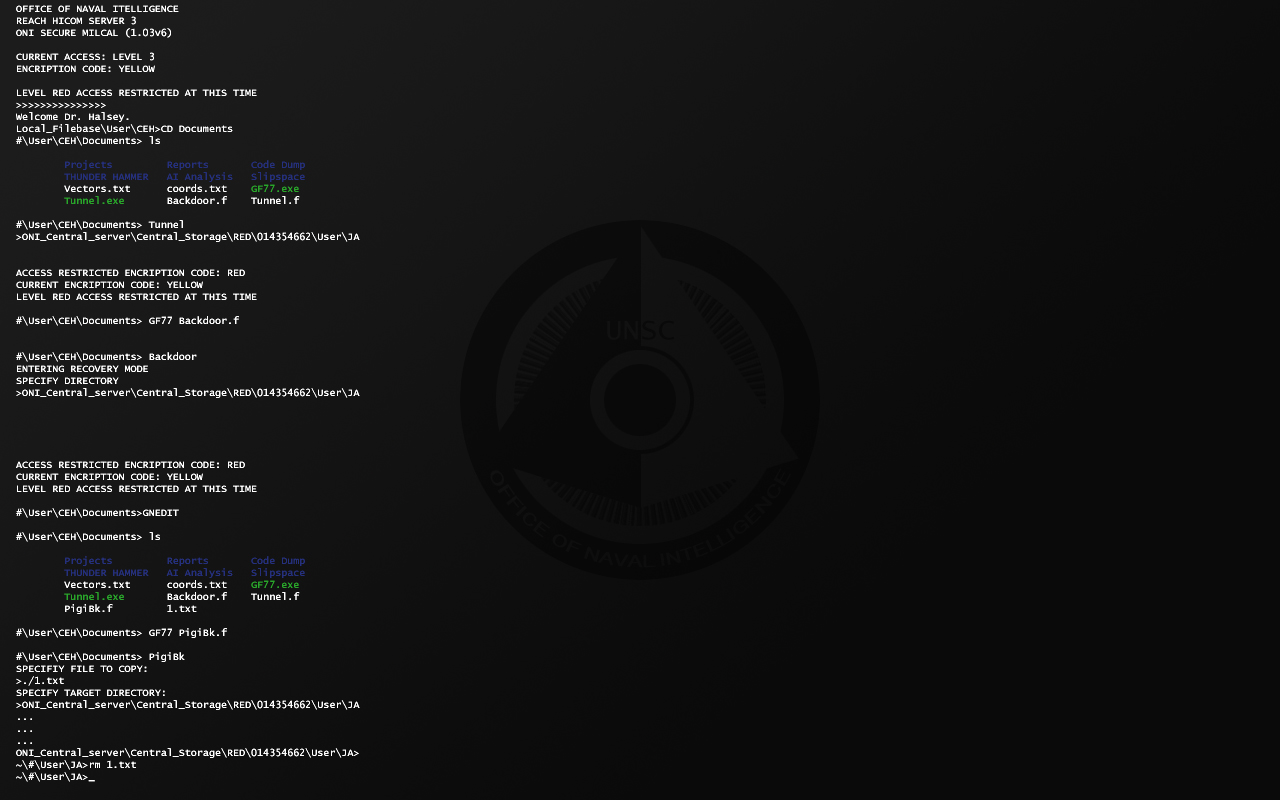 OFFICE OF NAVAL ITELLIGENCE
REACH HICOM SERVER 3
ONI SECURE MILCAL (1.03v6)
CURRENT ACCESS: LEVEL 3
ENCRIPTION CODE: YELLOW
LEVEL RED ACCESS RESTRICTED AT THIS TIME
>>>>>>>>>>>>>>>
Welcome Dr. Halsey.
Local_Filebase\User\CEH>CD Documents
#\User\CEH\Documents> ls
Projects Reports Code Dump
THUNDER HAMMER AI Analysis Slipspace
Vectors.txt coords.txt GF77.exe
Tunnel.exe Backdoor.f Tunnel.f
#\User\CEH\Documents> Tunnel
>ONI_Central_server\Central_Storage\RED\014354662\User\JA
ACCESS RESTRICTED ENCRIPTION CODE: RED
CURRENT ENCRIPTION CODE: YELLOW
LEVEL RED ACCESS RESTRICTED AT THIS TIME
#\User\CEH\Documents> GF77 Backdoor.f
#\User\CEH\Documents> Backdoor
ENTERING RECOVERY MODE
SPECIFY DIRECTORY
>ONI_Central_server\Central_Storage\RED\014354662\User\JA
ACCESS RESTRICTED ENCRIPTION CODE: RED
CURRENT ENCRIPTION CODE: YELLOW
LEVEL RED ACCESS RESTRICTED AT THIS TIME
#\User\CEH\Documents>GNEDIT
#\User\CEH\Documents> ls
Projects Reports Code Dump
THUNDER HAMMER AI Analysis Slipspace
Vectors.txt coords.txt GF77.exe
Tunnel.exe Backdoor.f Tunnel.f
PigiBk.f 1.txt
#\User\CEH\Documents> GF77 PigiBk.f
#\User\CEH\Documents> PigiBk
SPECIFIY FILE TO COPY:
>./1.txt
SPECIFY TARGET DIRECTORY:
>ONI_Central_server\Central_Storage\RED\014354662\User\JA
...
...
...
ONI_Central_server\Central_Storage\RED\014354662\User\JA>
~\#\User\JA>rm 1.txt
~\#\User\JA>_
UNSC
OFFICE OF NAVAL INTELLIGENCE